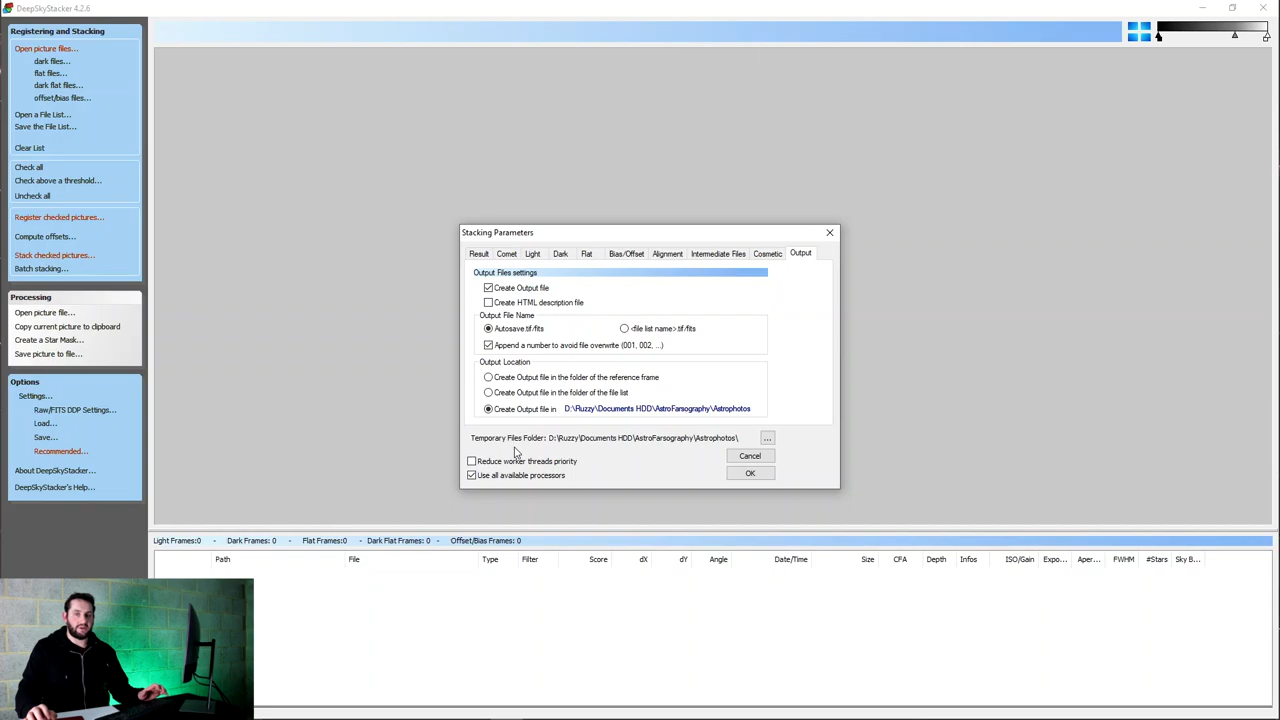 DeepSkyStacker 4.2.6
Registering and Stacking
Open picture files...
dark files...
flat files...
dark flat files...
offset/bias files...
Open a File List...
Save the File List...
Clear List
Check all
Check above a threshold...
Uncheck all
Register checked pictures...
Compute offsets...
Stack checked pictures...
Batch stacking...
Processing
Open picture file...
Copy current picture to clipboard
Create a Star Mask...
Save picture to file...
Options
Settings...
Raw/FITS DDP Settings...
Load...
Save...
Recommended...
About DeepSkyStacker...
DeepSkyStacker's Help...
Stacking Parameters
Result Comet Light Dark Flat Bias/Offset Alignment Intermediate Files Cosmetic Output
Output Files settings
Create Output file
Create HTML description file
Output File Name
Autosave.tif/fits <file list name>.tif/fits
Append a number to avoid file overwrite (001, 002, ...)
Output Location
Create Output file in the folder of the reference frame
Create Output file in the folder of the file list
Create Output file in D:\Ruzzy\Documents HDD\AstroFarsography\Astrophotos
Temporary Files Folder: D:\Ruzzy\Documents HDD\AstroFarsography\Astrophotos\ ...
Reduce worker threads priority
Cancel
Use all available processors
OK
Light Frames:0 - Dark Frames: 0 - Flat Frames:0 - Dark Flat Frames: 0 - Offset/Bias Frames: 0
Path File Type Filter Score dX dY Angle Date/Time Size CFA Depth Infos ISO/Gain Expo... Aper... FWHM #Stars Sky B...